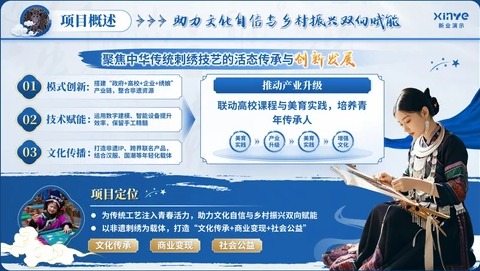 项目概述
助力文化自信与乡村振兴双向赋能
xinye
新业演示
聚焦中华传统刺绣技艺的活态传承与创新发展
01
模式创新:
搭建“政府+高校+企业+绣娘”
产业链，整合非遗资源
02
技术赋能:
运用数字建模、智能设备提升
效率，保留手工精髓
03
文化传播:
打造非遗IP、跨界联名产品，
结合汉服、国潮等年轻化载体
推动产业升级
联动高校课程与美育实践，培养青
年传承人
美育
实践
产业
升级
美育
实践
增强
文化
项目定位
为传统工艺注入青春活力，助力文化自信与乡村振兴双向赋能
以非遗刺绣为载体，打造“文化传承+商业变现+社会公益”
文化传承
商业变现
社会公益